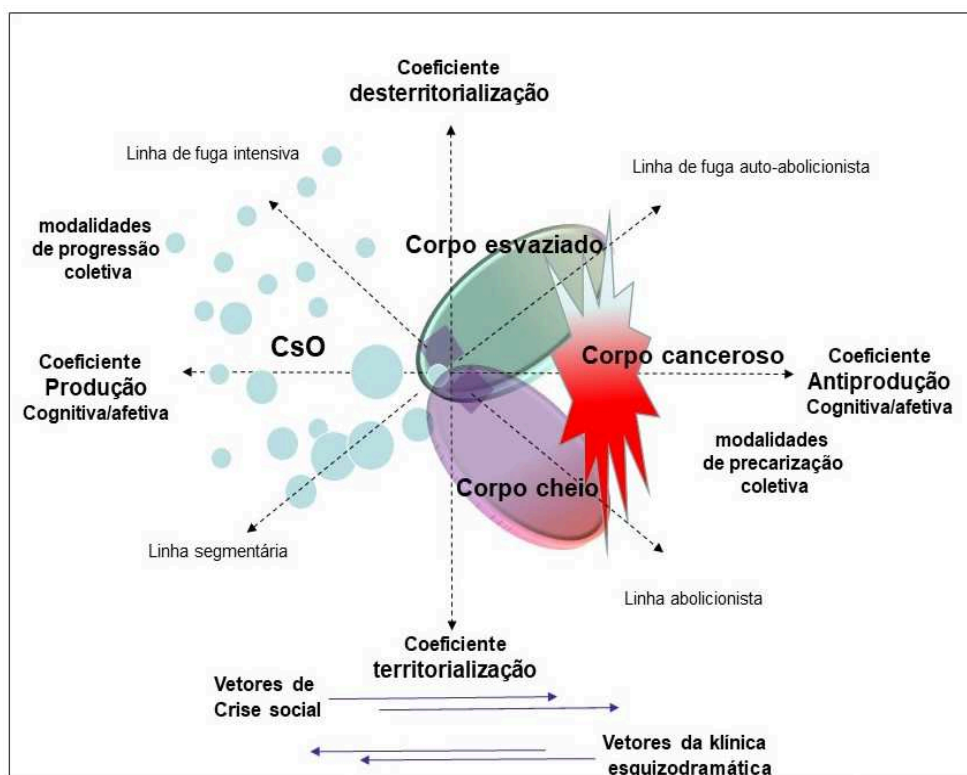 Coeficiente
desterritorialização
Linha de fuga intensiva
Linha de fuga auto-abolicionista
modalidades
de progressão
coletiva
Corpo esvaziado
CsO
Corpo canceroso
Coeficiente
Produção
Cognitiva/afetiva
Coeficiente
Antiprodução
Cognitiva/afetiva
modalidades
de precarização
coletiva
Corpo cheio
Linha segmentária
Linha abolicionista
Coeficiente
territorialização
Vetores de
Crise social
Vetores da klínica
esquizodramática